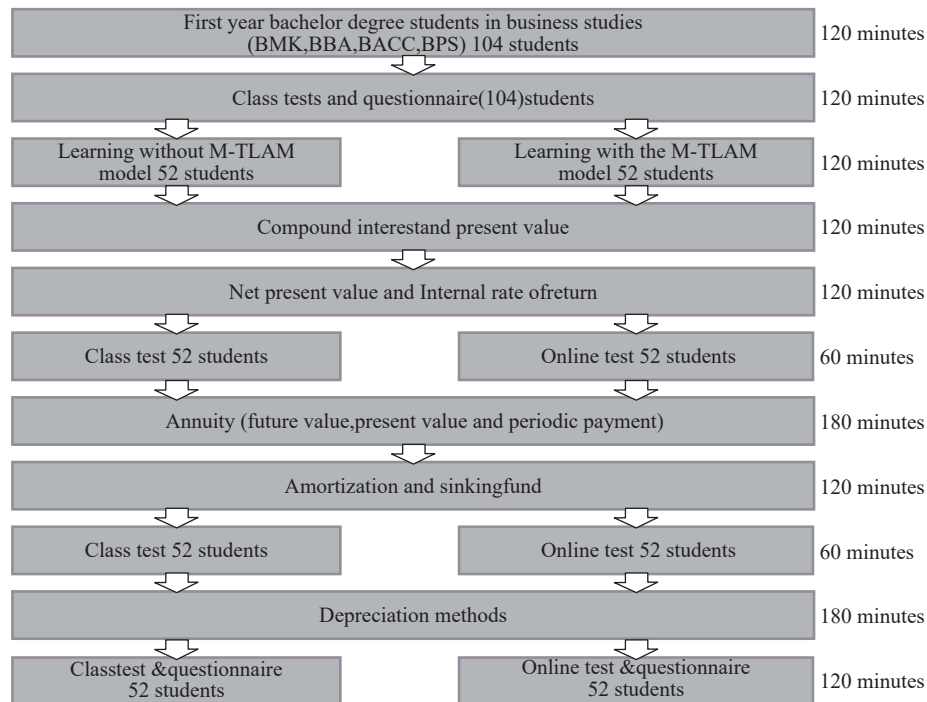 First year bachelor degree students in business studies
(BMK,BBA,BACC,BPS) 104 students
120 minutes
Class tests and questionnaire(104)students
120 minutes
Learning without M-TLAM
model 52 students
Learning with the M-TLAM
model 52 students
120 minutes
Compound interestand present value
120 minutes
Net present value and Internal rate ofreturn
120 minutes
Class test 52 students
Online test 52 students
60 minutes
Annuity (future value,present value and periodic payment)
180 minutes
Amortization and sinkingfund
120 minutes
Class test 52 students
Online test 52 students
60 minutes
Depreciation methods
180 minutes
Classtest &questionnaire
52 students
Online test &questionnaire
52 students
120 minutes